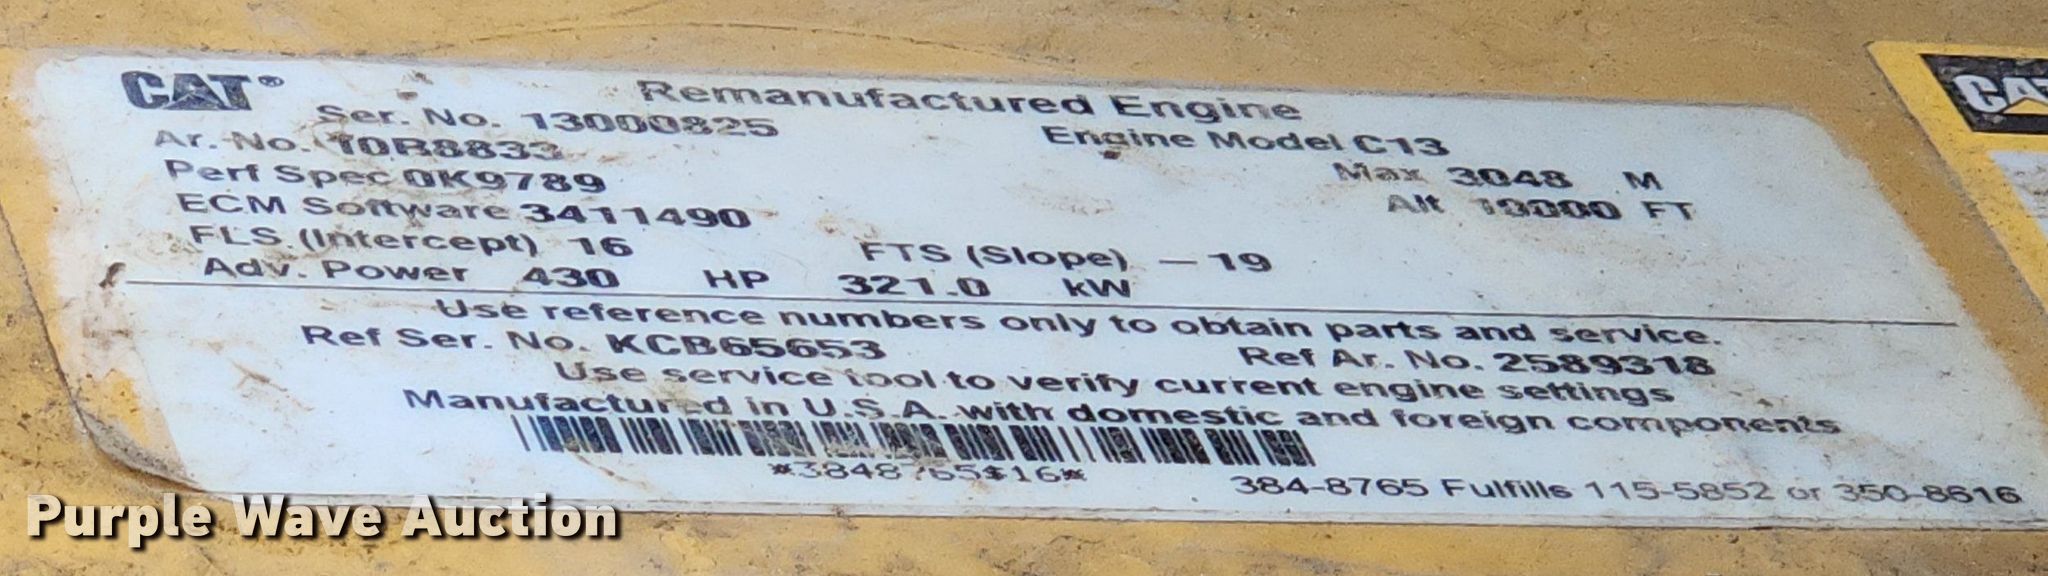 CAT® Remanufactured Engine
Ser. No. 13000825 Engine Model C13
Ar. No. 10R8833 Max 3048 M
Perf Spec 0K9789 Alt 10000 FT
ECM Software 3411490
FLS (Intercept) 16 FTS (Slope) -19
Adv. Power 430 HP 321.0 kW
Use reference numbers only to obtain parts and service.
Ref Ser. No. KCB65653 Ref Ar. No. 2589318
Use service tool to verify current engine settings
Manufactured in U.S.A. with domestic and foreign components
*3848765$16*
384-8765 Fulfills 115-5852 or 350-8616
CAT
Purple Wave Auction